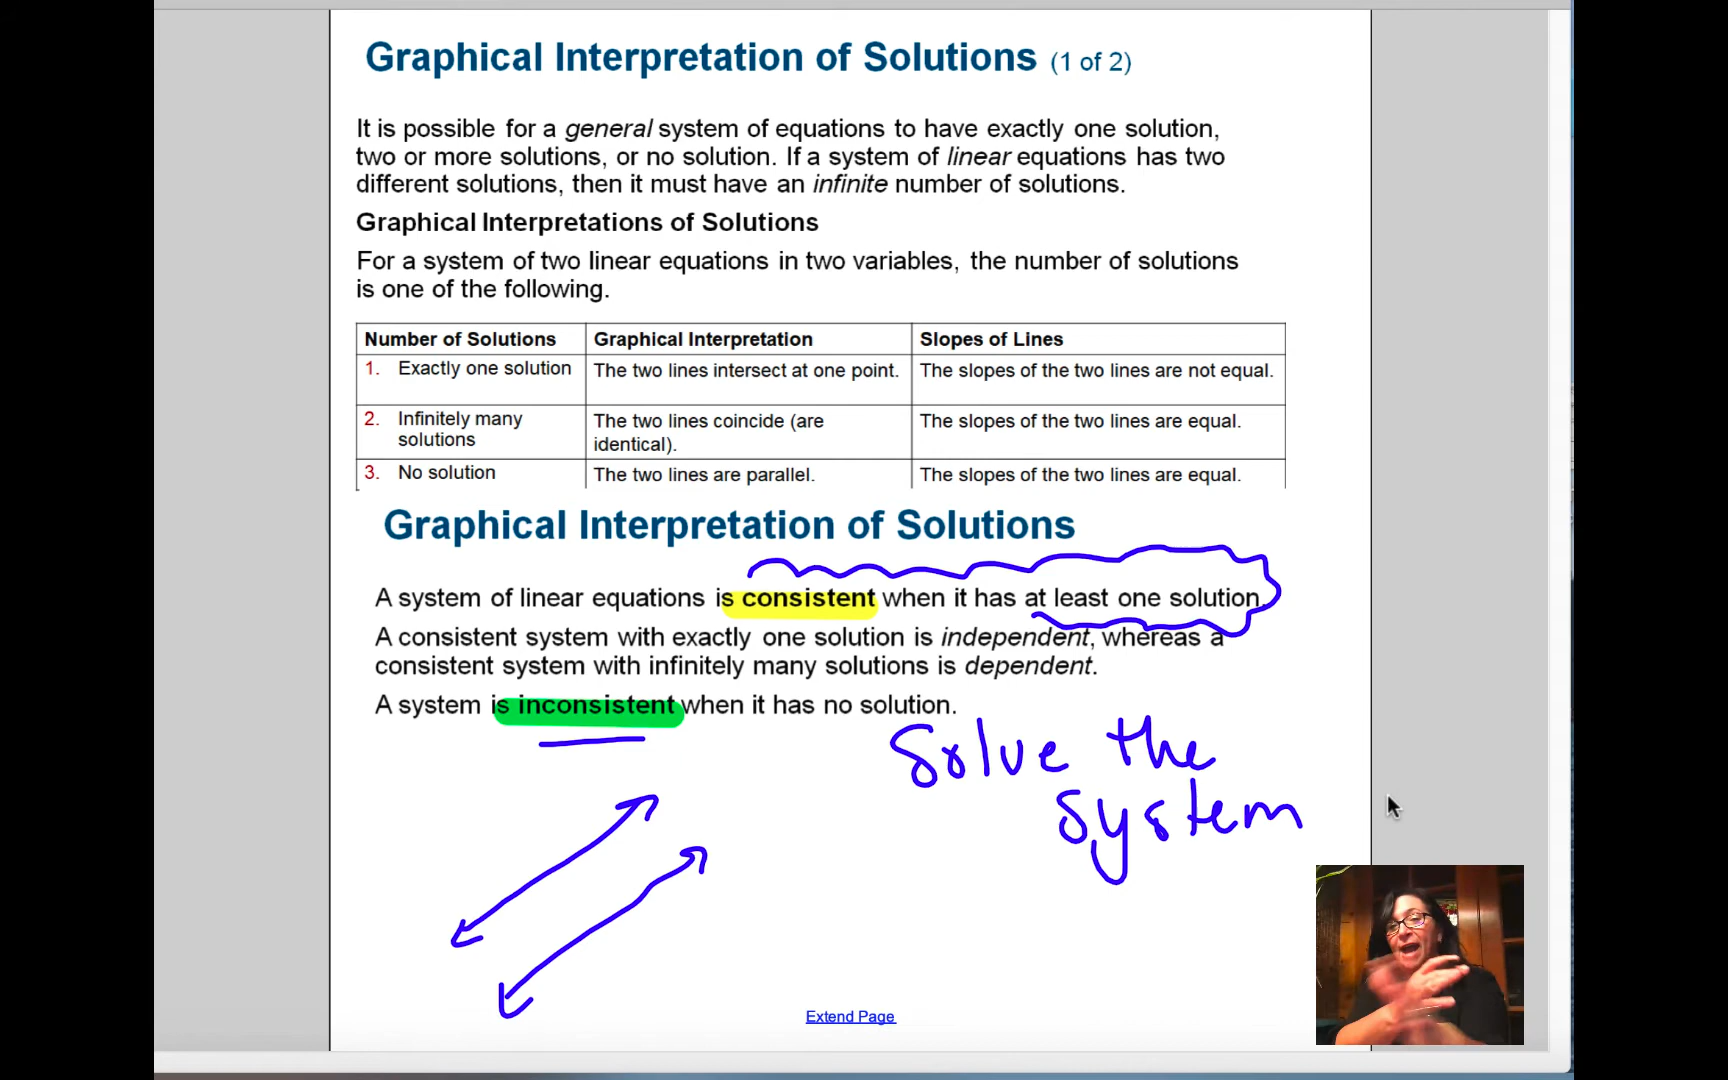 Graphical Interpretation of Solutions (1 of 2)
It is possible for a general system of equations to have exactly one solution,
two or more solutions, or no solution. If a system of linear equations has two
different solutions, then it must have an infinite number of solutions.
Graphical Interpretations of Solutions
For a system of two linear equations in two variables, the number of solutions
is one of the following.
Number of Solutions Graphical Interpretation Slopes of Lines
1. Exactly one solution The two lines intersect at one point. The slopes of the two lines are not equal.
2. Infinitely many The two lines coincide (are The slopes of the two lines are equal.
solutions identical).
3. No solution The two lines are parallel. The slopes of the two lines are equal.
Graphical Interpretation of Solutions
A system of linear equations is consistent when it has at least one solution.
A consistent system with exactly one solution is independent, whereas a
consistent system with infinitely many solutions is dependent.
A system is inconsistent when it has no solution.
Solve the
system
Extend Page